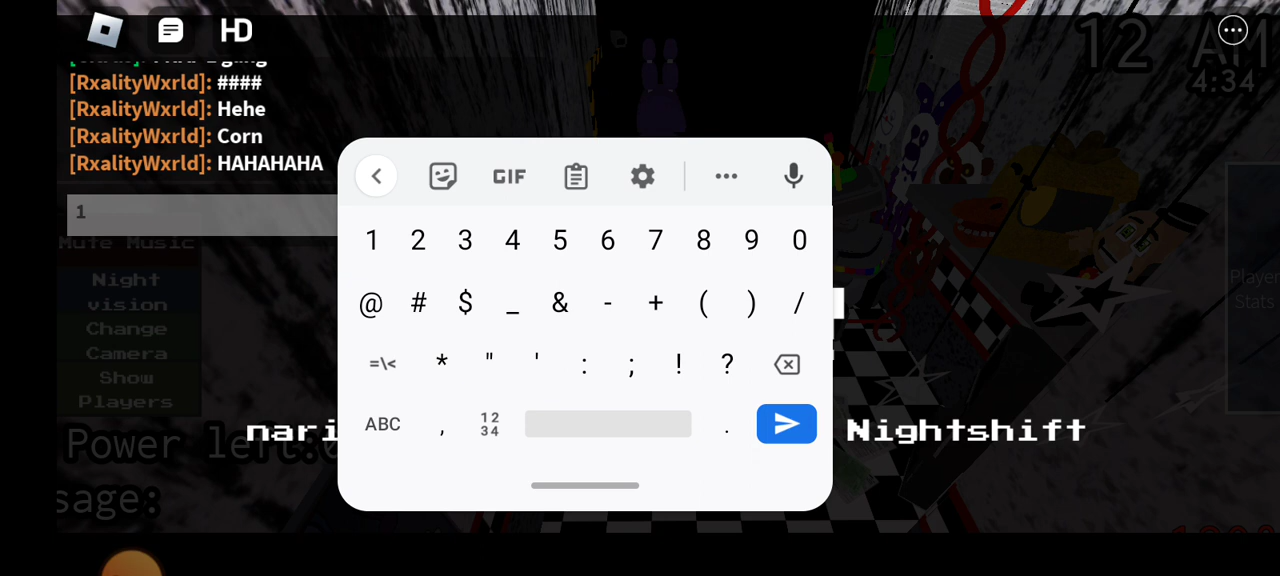 HD
12 AM
4:34
[RxalityWxrld]: ####
[RxalityWxrld]: Hehe
[RxalityWxrld]: Corn
[RxalityWxrld]: HAHAHAHA
1
Mute Music
Night
vision
Change
Camera
Show
Players
Player
Stats
GIF
1 2 3 4 5 6 7 8 9 0
@ # $ _ & - + ( ) /
=\< * " ' : ; ! ?
ABC , 12 34 .
Nightshift
Power left:
sage: